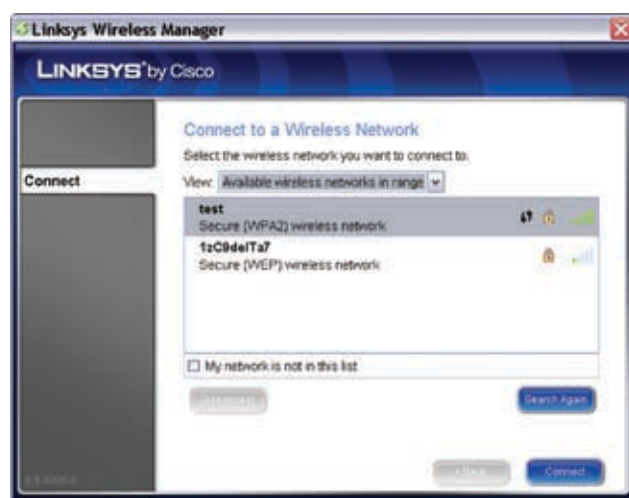 Linksys Wireless Manager
LINKSYS by Cisco
Connect to a Wireless Network
Select the wireless network you want to connect to.
Connect
View: Available wireless networks in range
test
Secure (WPA2) wireless network
1zC9delTa7
Secure (WEP) wireless network
My network is not in this list
Search Again
Connect